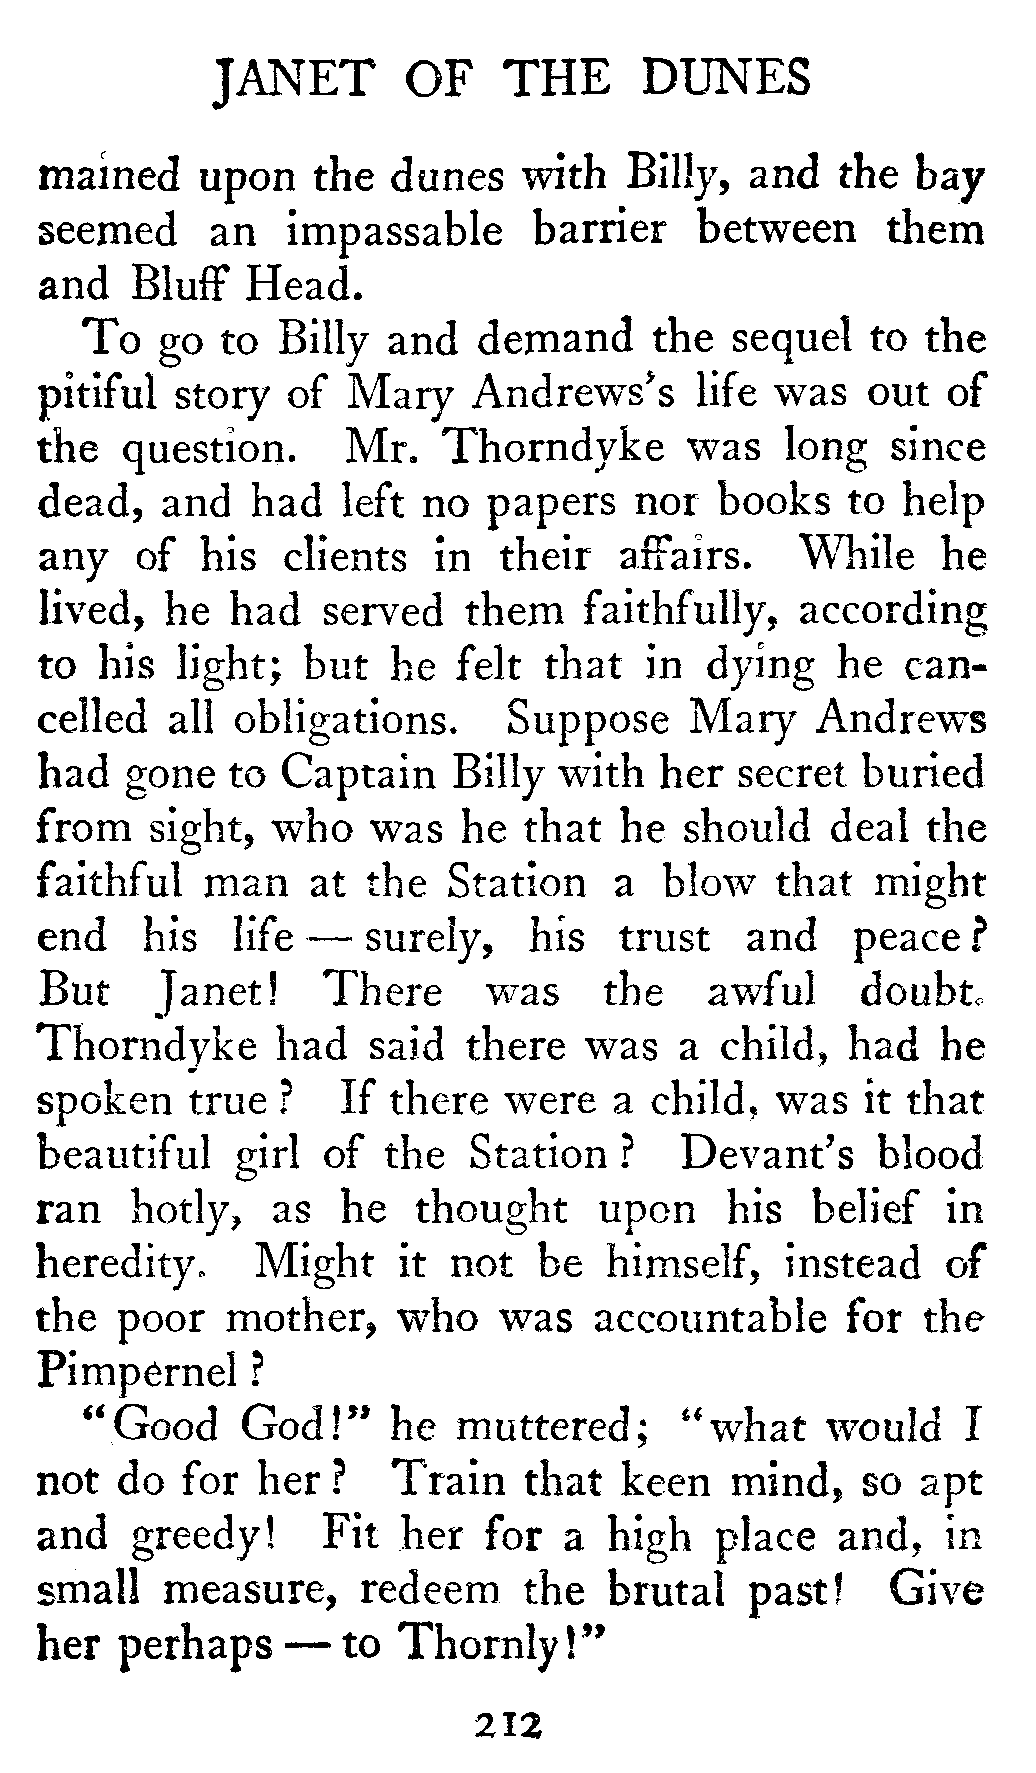 JANET OF THE DUNES
mained upon the dunes with Billy, and the bay
seemed an impassable barrier between them
and Bluff Head.
To go to Billy and demand the sequel to the
pitiful story of Mary Andrews's life was out of
the question. Mr. Thorndyke was long since
dead, and had left no papers nor books to help
any of his clients in their affairs. While he
lived, he had served them faithfully, according
to his light; but he felt that in dying he can-
celled all obligations. Suppose Mary Andrews
had gone to Captain Billy with her secret buried
from sight, who was he that he should deal the
faithful man at the Station a blow that might
end his life — surely, his trust and peace?
But Janet! There was the awful doubt.
Thorndyke had said there was a child, had he
spoken true? If there were a child, was it that
beautiful girl of the Station? Devant's blood
ran hotly, as he thought upon his belief in
heredity. Might it not be himself, instead of
the poor mother, who was accountable for the
Pimpernel?
"Good God!" he muttered; "what would I
not do for her? Train that keen mind, so apt
and greedy! Fit her for a high place and, in
small measure, redeem the brutal past! Give
her perhaps — to Thornly!"
212